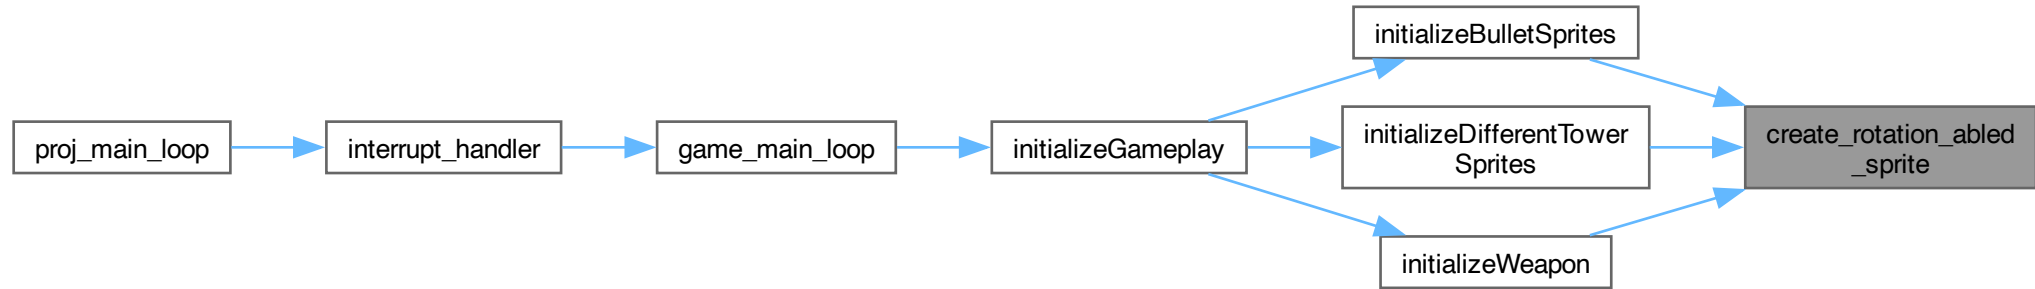 proj_main_loop
interrupt_handler
game_main_loop
initializeGameplay
initializeBulletSprites
initializeDifferentTower
Sprites
initializeWeapon
create_rotation_abled
_sprite